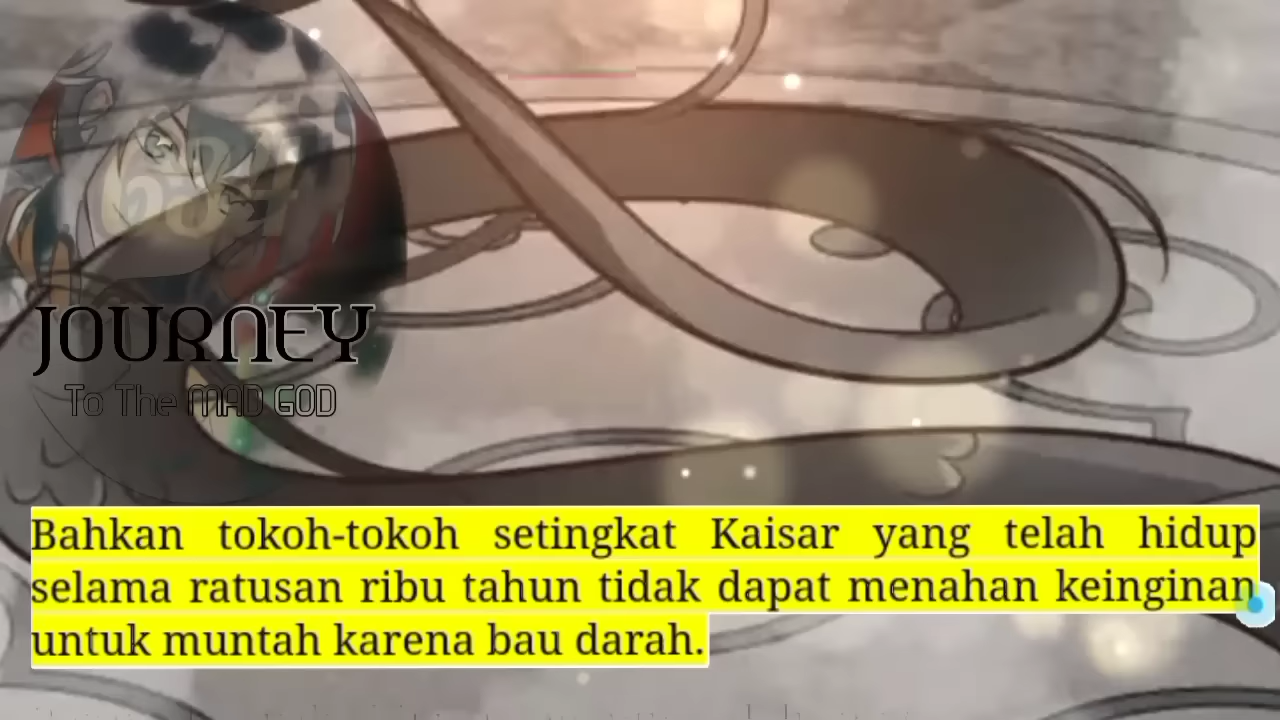 JOURNEY
To The MAD GOD
Bahkan tokoh-tokoh setingkat Kaisar yang telah hidup
selama ratusan ribu tahun tidak dapat menahan keinginan
untuk muntah karena bau darah.